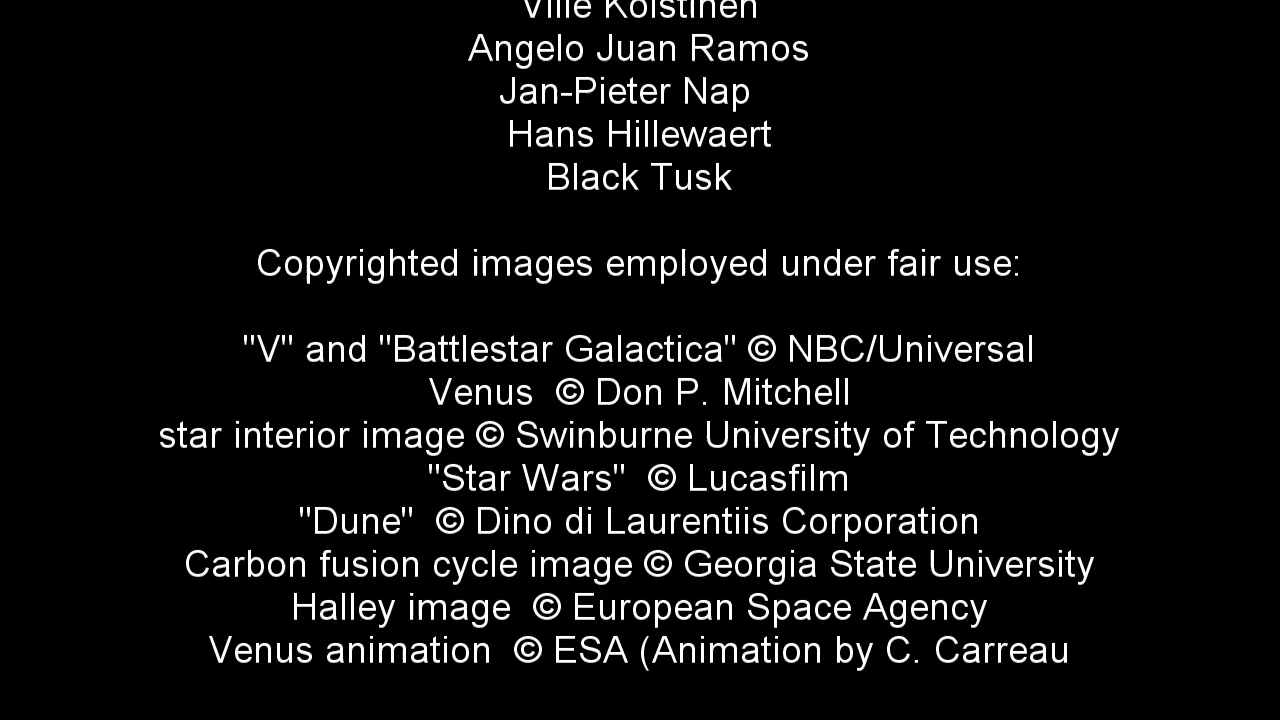 Ville Koistinen
Angelo Juan Ramos
Jan-Pieter Nap
Hans Hillewaert
Black Tusk
Copyrighted images employed under fair use:
"V" and "Battlestar Galactica" © NBC/Universal
Venus © Don P. Mitchell
star interior image © Swinburne University of Technology
"Star Wars" © Lucasfilm
"Dune" © Dino di Laurentiis Corporation
Carbon fusion cycle image © Georgia State University
Halley image © European Space Agency
Venus animation © ESA (Animation by C. Carreau